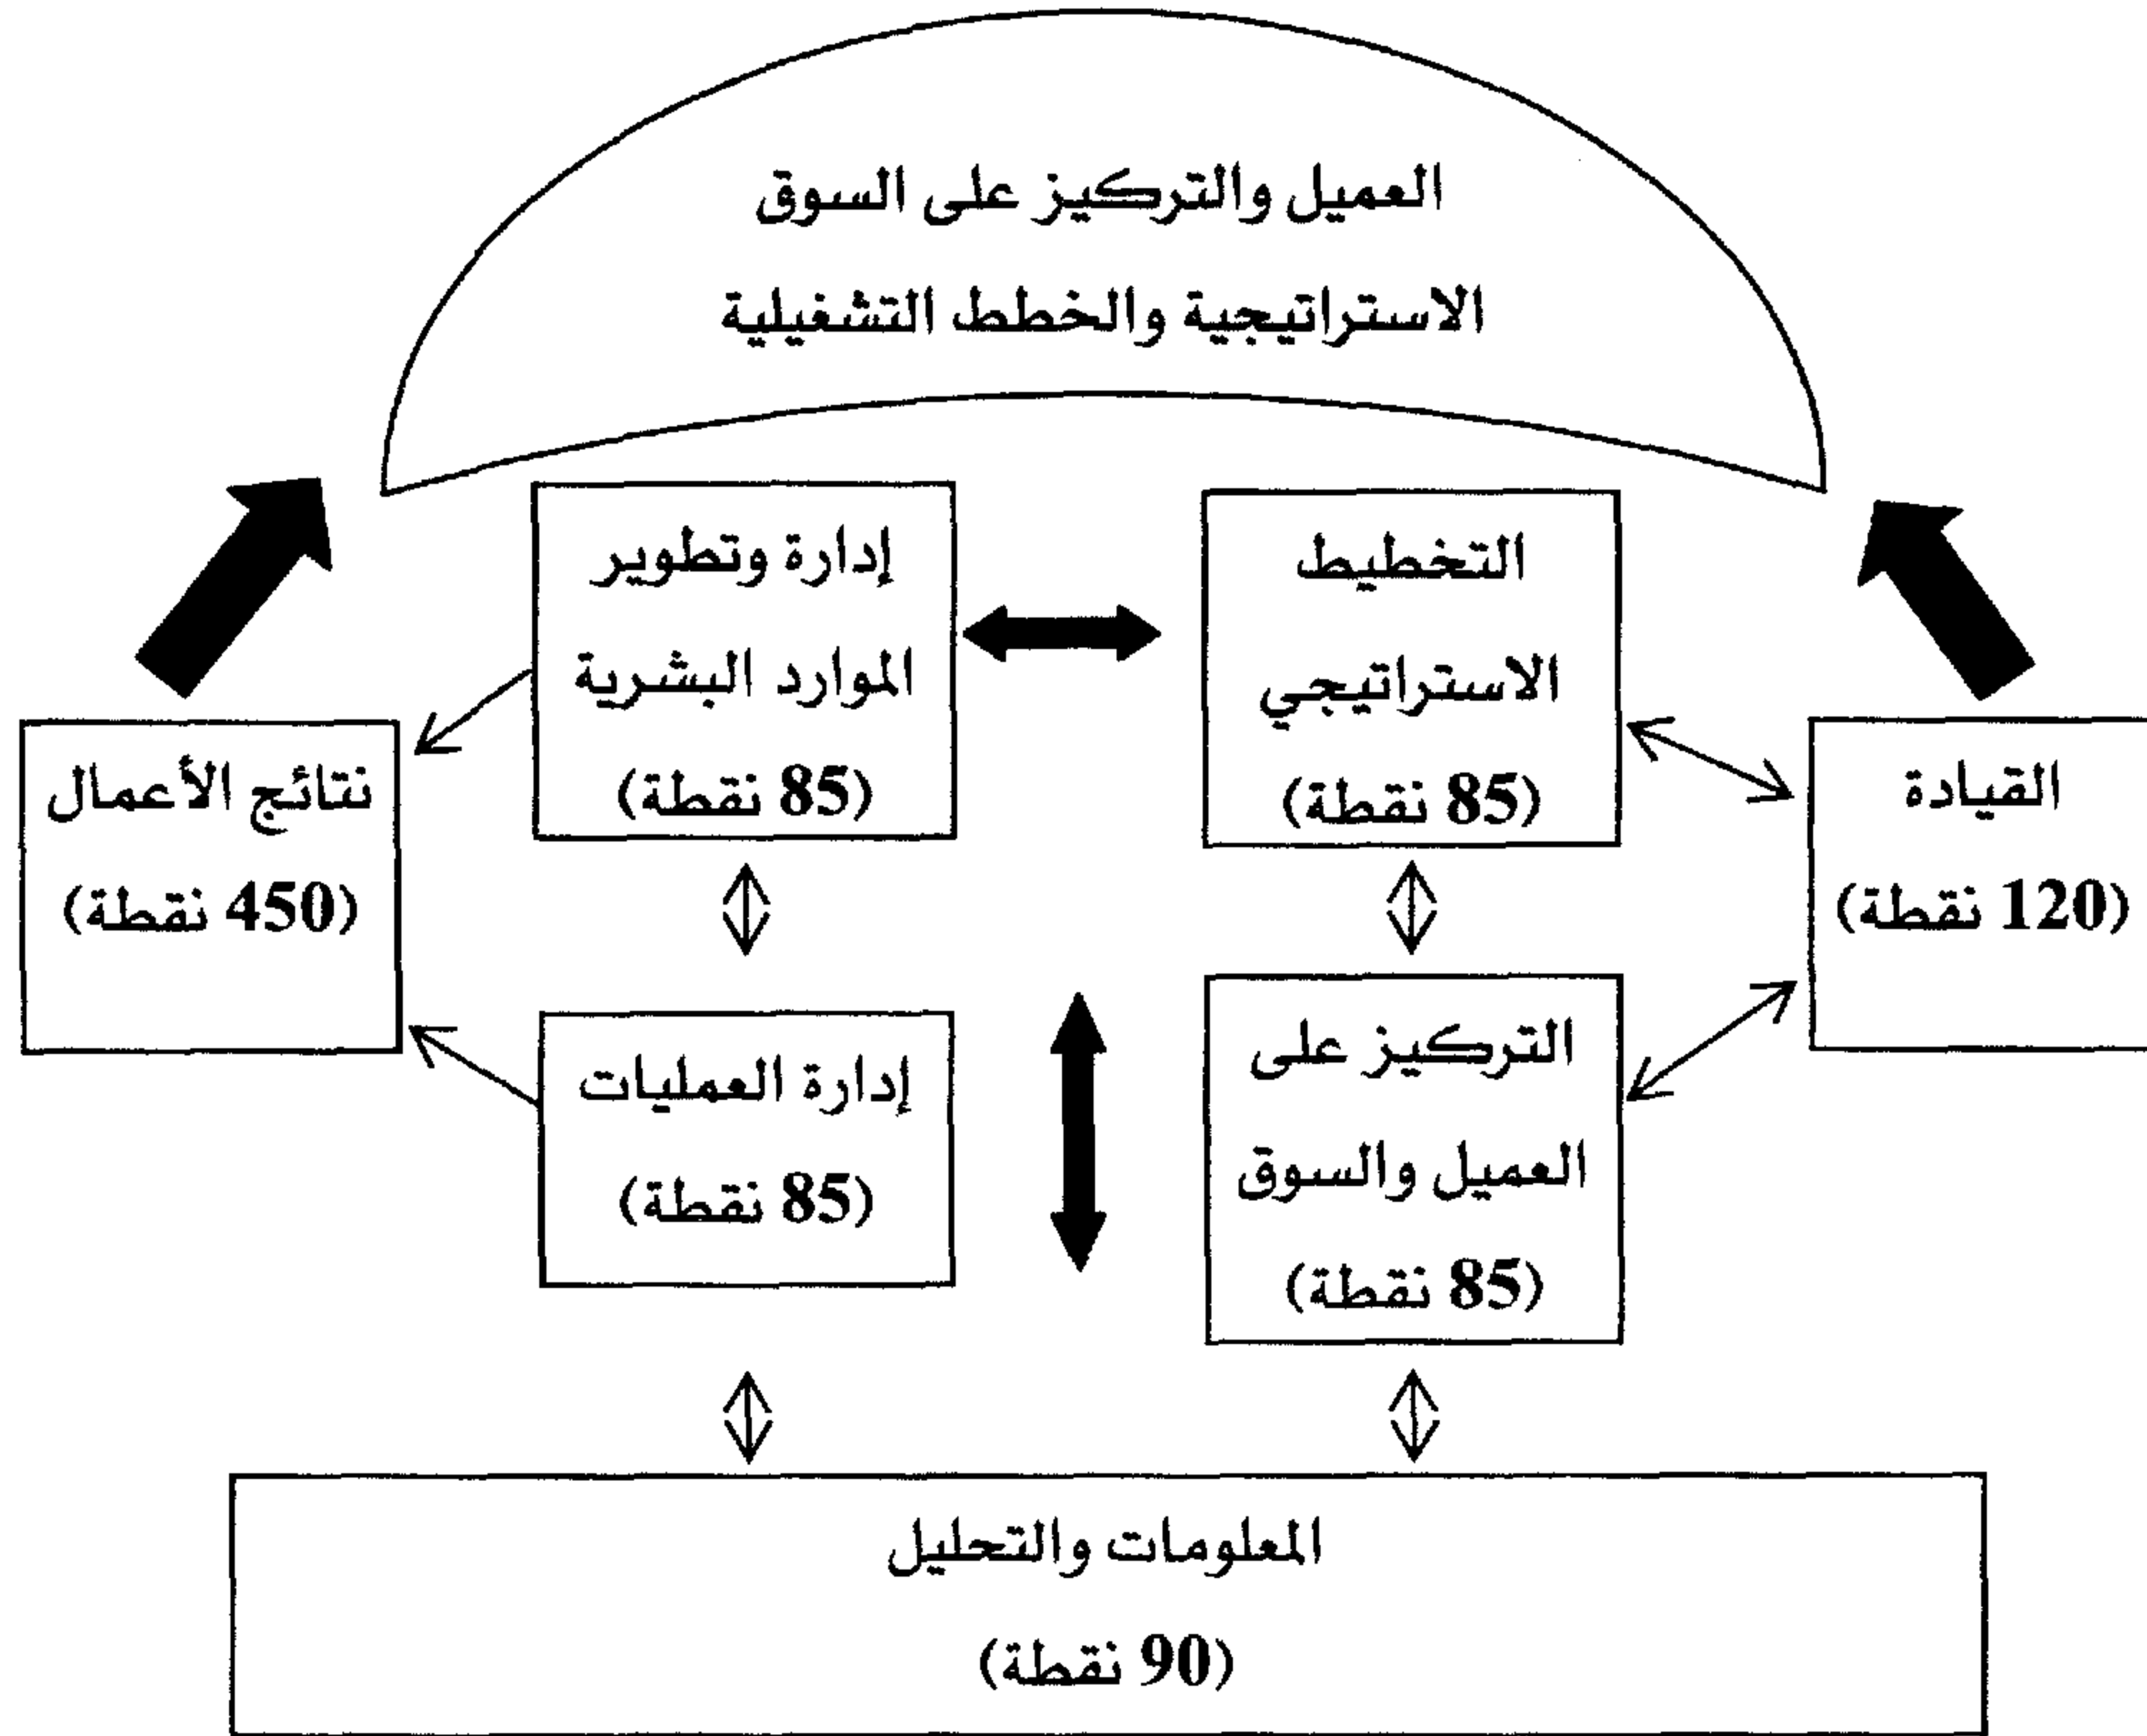 العميل والتركيز على السوق
الاستراتيجية والخطط التشغيلية
التخطيط
الاستراتيجي
(85 نقطة)
إدارة وتطوير
الموارد البشرية
(85 نقطة)
القيادة
(120 نقطة)
نتائج الأعمال
(450 نقطة)
التركيز على
العميل والسوق
(85 نقطة)
إدارة العمليات
(85 نقطة)
المعلومات والتحليل
(90 نقطة)